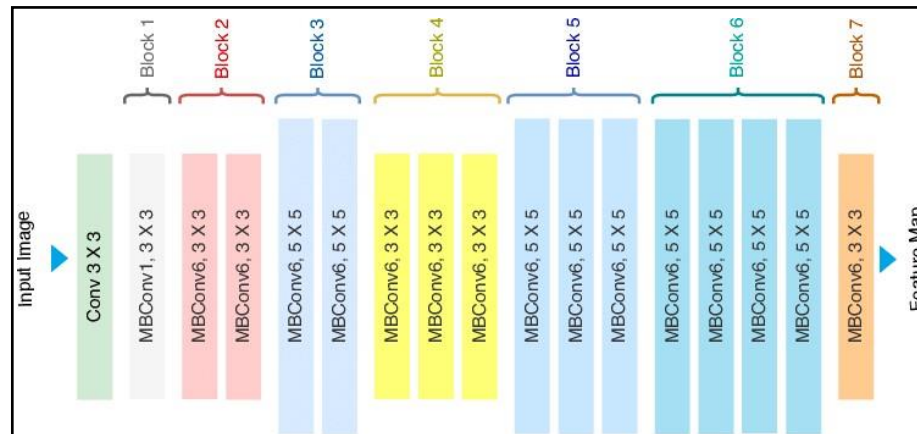 Block 1
Block 2
Block 3
Block 4
Block 5
Block 6
Block 7
Input Image
Conv 3 X 3
MBConv1, 3 X 3
MBConv6, 3 X 3
MBConv6, 3 X 3
MBConv6, 5 X 5
MBConv6, 5 X 5
MBConv6, 3 X 3
MBConv6, 3 X 3
MBConv6, 3 X 3
MBConv6, 5 X 5
MBConv6, 5 X 5
MBConv6, 5 X 5
MBConv6, 5 X 5
MBConv6, 5 X 5
MBConv6, 5 X 5
MBConv6, 5 X 5
MBConv6, 3 X 3
Feature Map